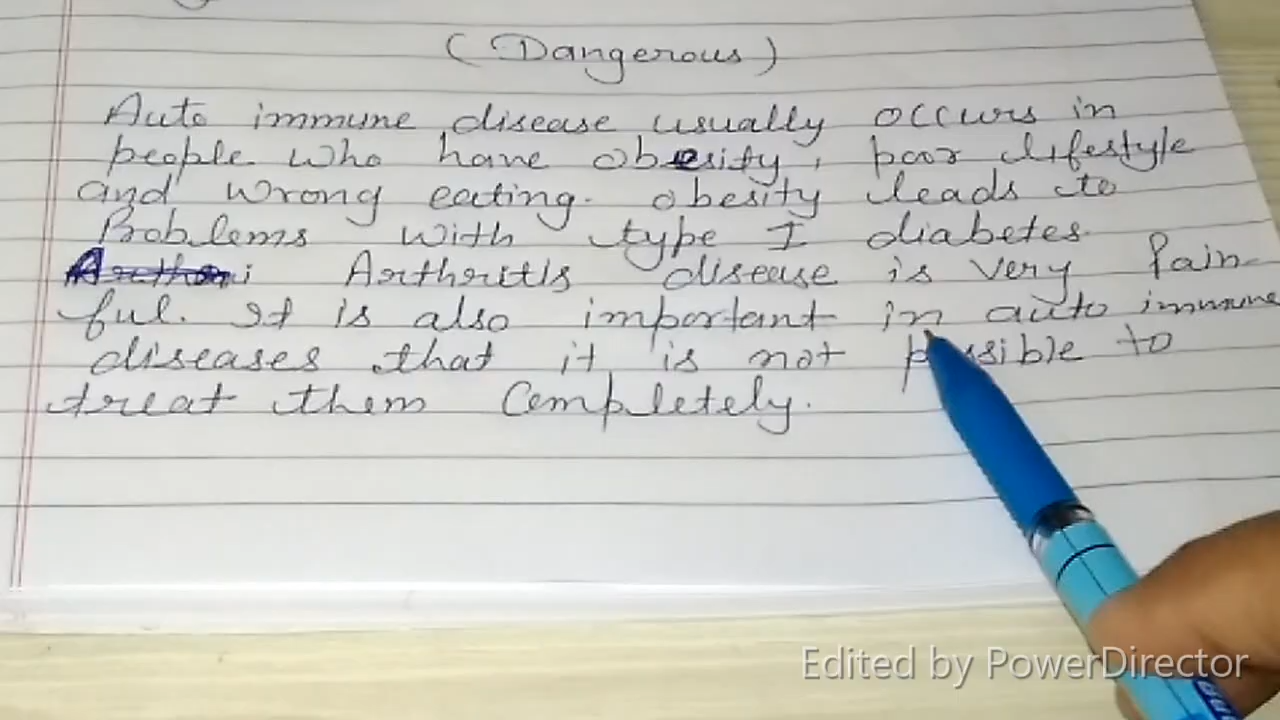 (Dangerous)
Auto immune disease usually occurs in
people who have obesity, poor lifestyle
and wrong eating. obesity leads to
Problems with type I diabetes.
Arthritis disease is very Pain-
ful. It is also important in auto immune
diseases that it is not possible to
treat them Completely.
Edited by PowerDirector